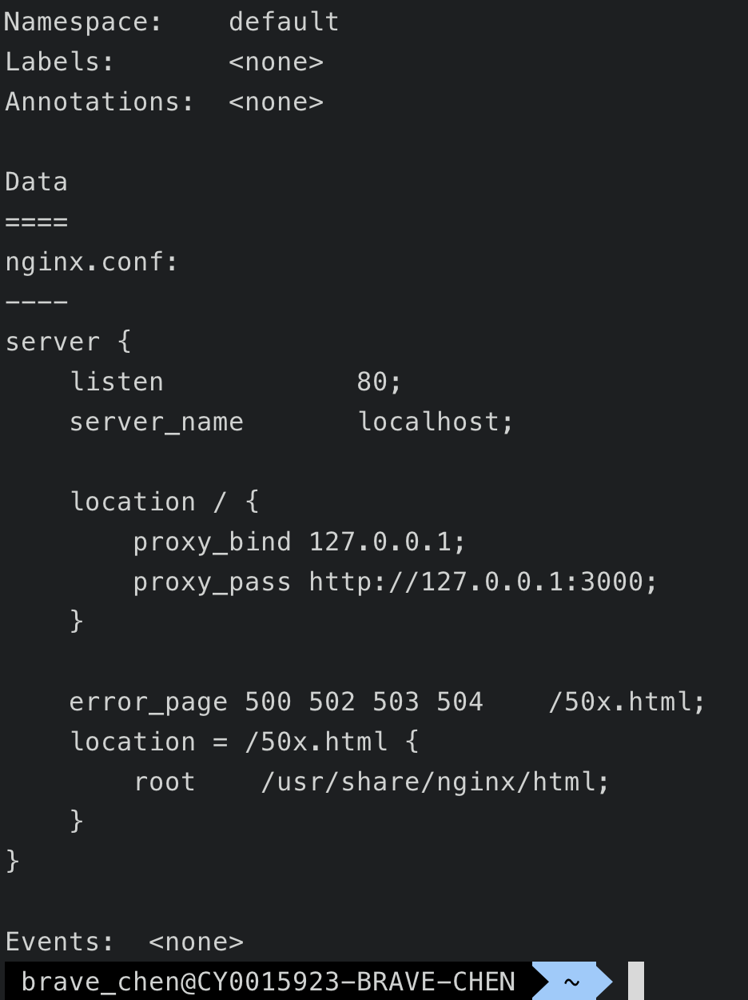 Namespace:    default
Labels:       <none>
Annotations:  <none>

Data
====
nginx.conf:
----
server {
    listen            80;
    server_name       localhost;

    location / {
        proxy_bind 127.0.0.1;
        proxy_pass http://127.0.0.1:3000;
    }

    error_page 500 502 503 504    /50x.html;
    location = /50x.html {
        root    /usr/share/nginx/html;
    }
}

Events:  <none>
brave_chen@CY0015923-BRAVE-CHEN ~